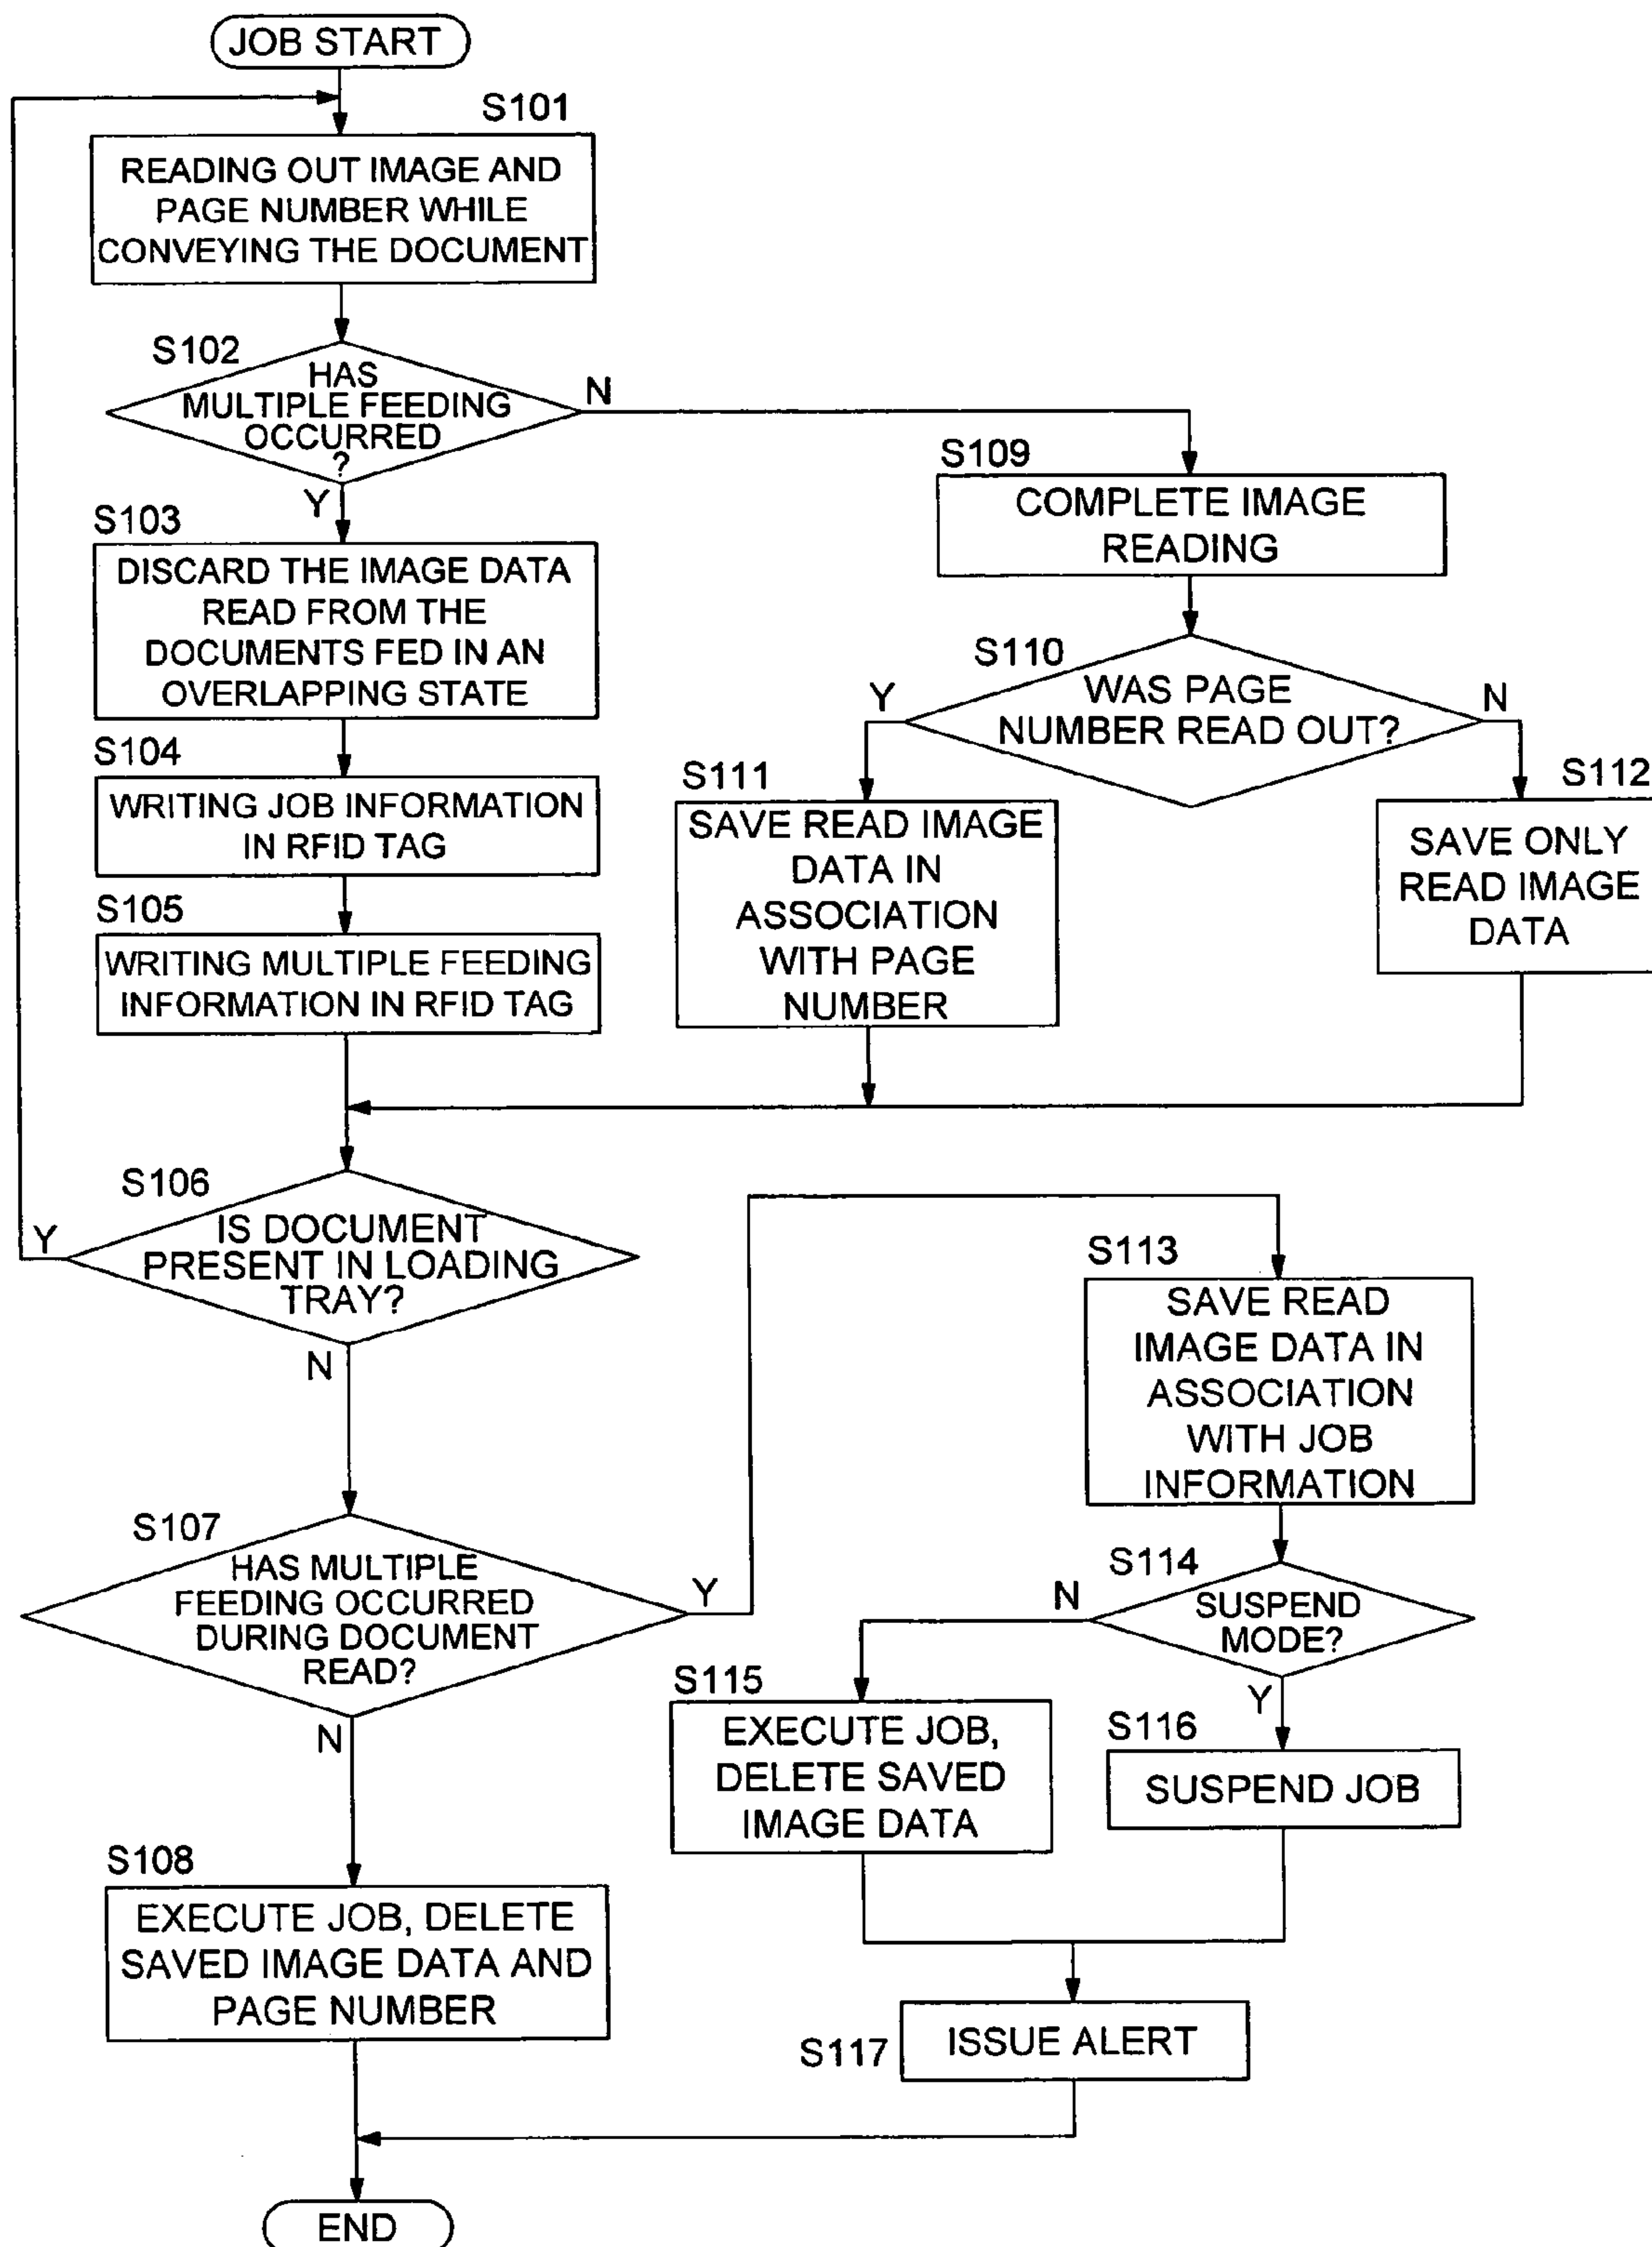 JOB START
S101
READING OUT IMAGE AND
PAGE NUMBER WHILE
CONVEYING THE DOCUMENT
S102
HAS
MULTIPLE FEEDING
OCCURRED
?
N
Y
S103
DISCARD THE IMAGE DATA
READ FROM THE
DOCUMENTS FED IN AN
OVERLAPPING STATE
S104
WRITING JOB INFORMATION
IN RFID TAG
S105
WRITING MULTIPLE FEEDING
INFORMATION IN RFID TAG
S109
COMPLETE IMAGE
READING
S110
WAS PAGE
NUMBER READ OUT?
Y
N
S111
SAVE READ IMAGE
DATA IN
ASSOCIATION
WITH PAGE
NUMBER
S112
SAVE ONLY
READ IMAGE
DATA
S106
IS DOCUMENT
PRESENT IN LOADING
TRAY?
Y
N
S107
HAS MULTIPLE
FEEDING OCCURRED
DURING DOCUMENT
READ?
Y
N
S108
EXECUTE JOB, DELETE
SAVED IMAGE DATA AND
PAGE NUMBER
S113
SAVE READ
IMAGE DATA IN
ASSOCIATION
WITH JOB
INFORMATION
S114
SUSPEND
MODE?
N
Y
S115
EXECUTE JOB,
DELETE SAVED
IMAGE DATA
S116
SUSPEND JOB
S117
ISSUE ALERT
END